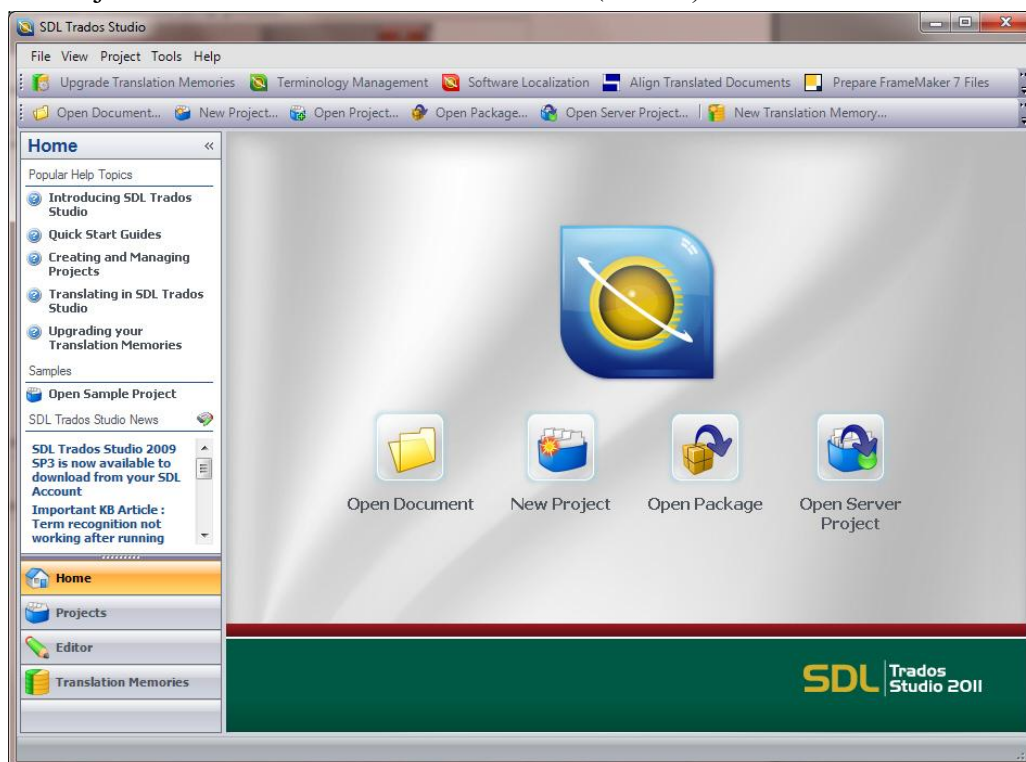 SDL Trados Studio
File View Project Tools Help
Upgrade Translation Memories Terminology Management Software Localization Align Translated Documents Prepare FrameMaker 7 Files
Open Document... New Project... Open Project... Open Package... Open Server Project... New Translation Memory...
Home «
Popular Help Topics
Introducing SDL Trados
Studio
Quick Start Guides
Creating and Managing
Projects
Translating in SDL Trados
Studio
Upgrading your
Translation Memories
Samples
Open Sample Project
SDL Trados Studio News
SDL Trados Studio 2009
SP3 is now available to
download from your SDL
Account
Important KB Article :
Term recognition not
working after running
Home
Projects
Editor
Translation Memories
Open Document New Project Open Package Open Server
Project
SDL Trados
Studio 2011